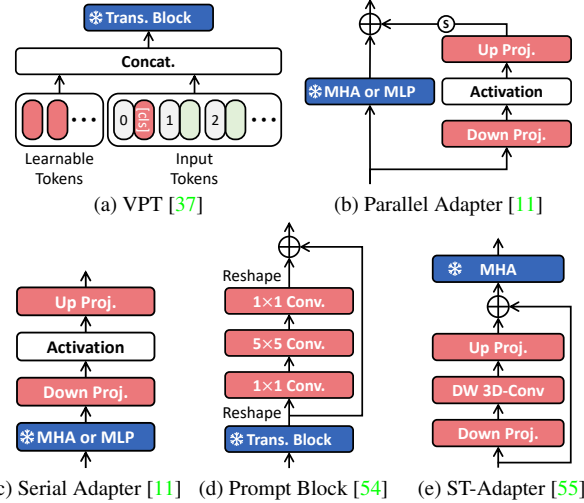 Trans. Block
Concat.
0 [cls] 1 2
Learnable
Tokens
Input
Tokens
(a) VPT [37]
S
Up Proj.
MHA or MLP
Activation
Down Proj.
(b) Parallel Adapter [11]
Up Proj.
Activation
Down Proj.
MHA or MLP
c) Serial Adapter [11]
Reshape
1×1 Conv.
5×5 Conv.
1×1 Conv.
Reshape
Trans. Block
(d) Prompt Block [54]
MHA
Up Proj.
DW 3D-Conv
Down Proj.
(e) ST-Adapter [55]